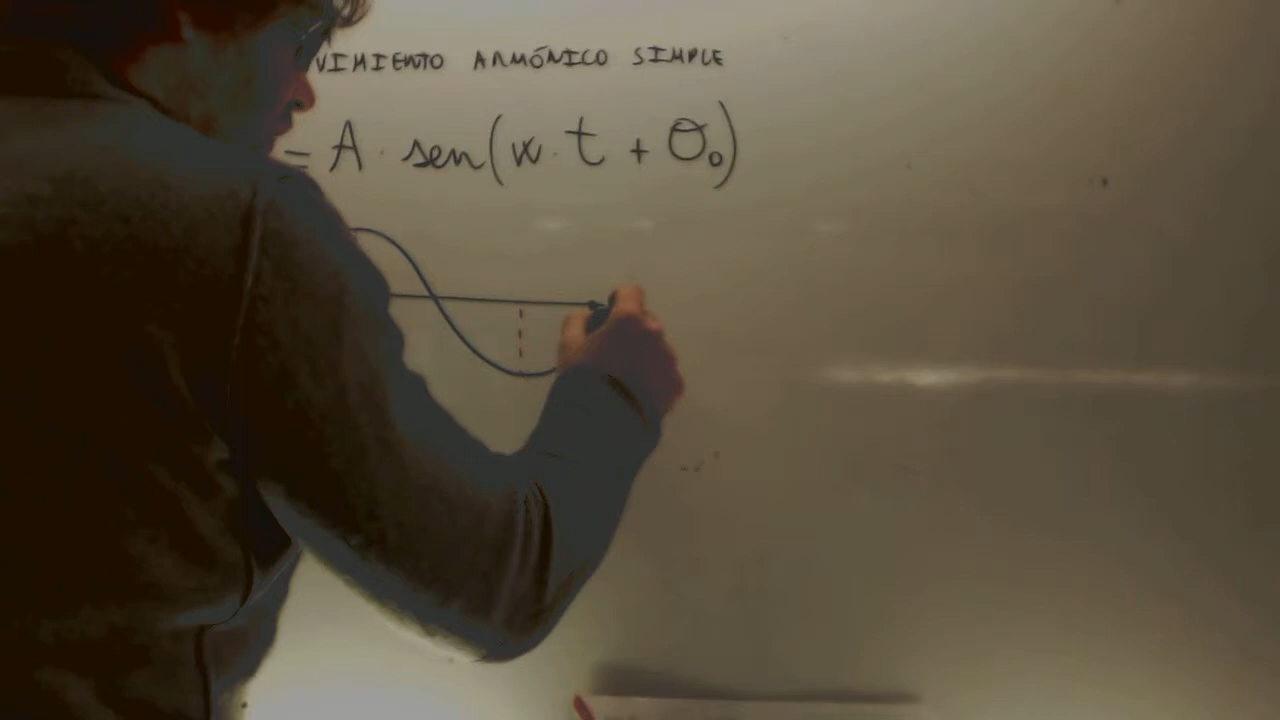 VIMIENTO ARMÓNICO SIMPLE
= A · sen(w · t + θ₀)